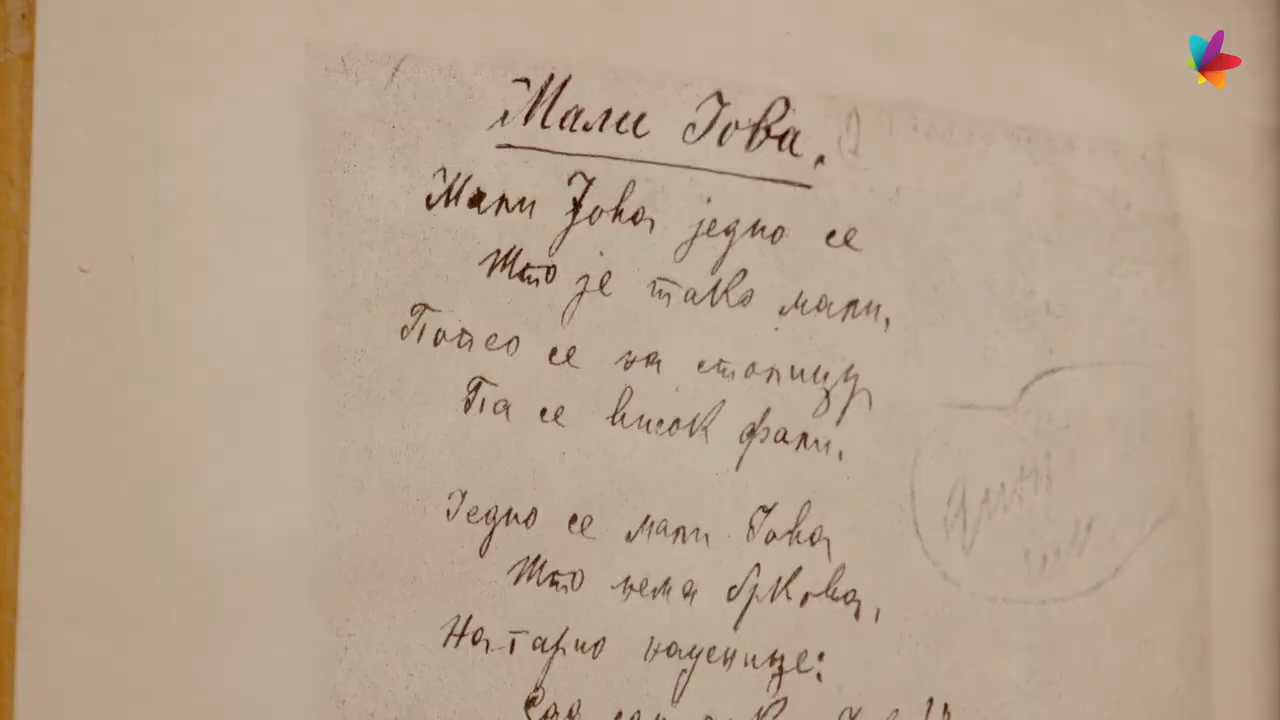 Мали Јова.
Мали Јова једио се
Што је тако мали,
Попео се на столицу
Па се висок фали.
Једио се мали Јова
Што нема бркова,
Натарио науснице: